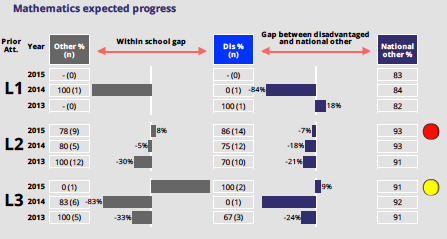 Mathematics expected progress
Prior Att. Year Other % (n) Within school gap Dis % (n) Gap between disadvantaged and national other National other %
L1
2015 - (0) - (0) 83
2014 100 (1) 0 (1) -84% 84
2013 - (0) 100 (1) 18% 82
L2
2015 78 (9) 8% 86 (14) -7% 93
2014 80 (5) -5% 75 (12) -18% 93
2013 100 (12) -30% 70 (10) -21% 91
L3
2015 0 (1) 100 (2) 9% 91
2014 83 (6) -83% 0 (1) 92
2013 100 (5) -33% 67 (3) -24% 91